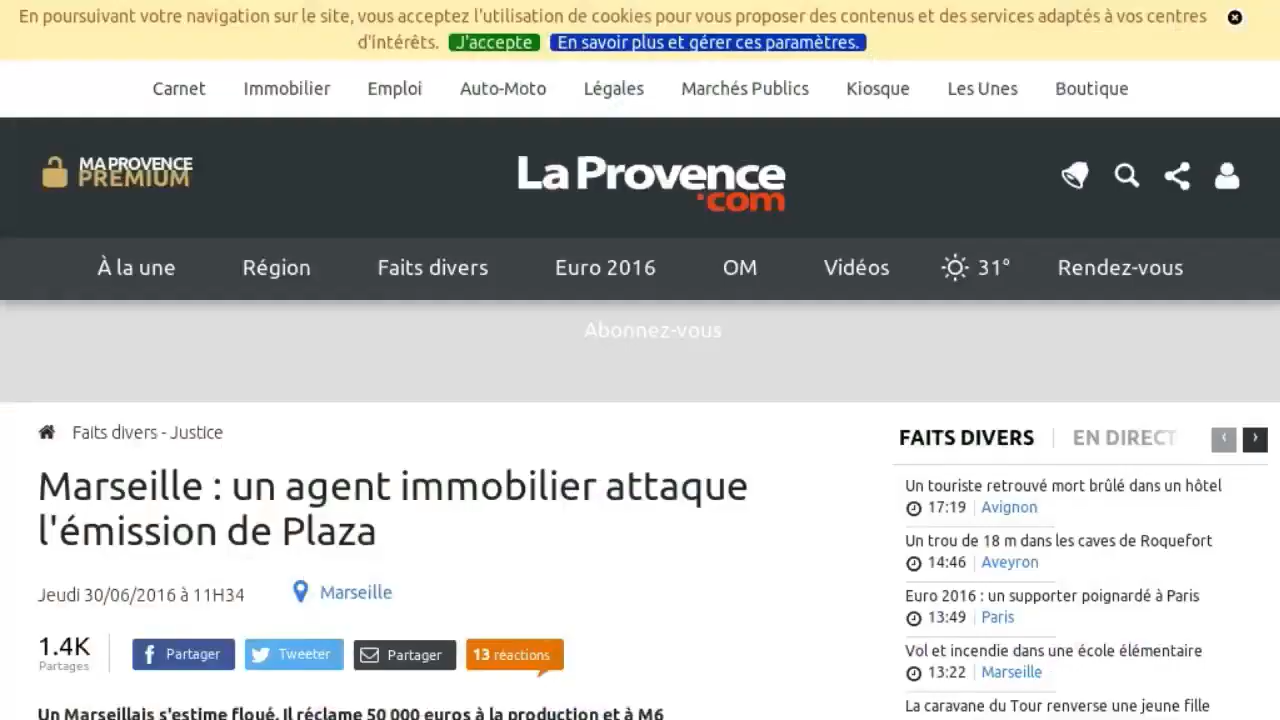 En poursuivant votre navigation sur le site, vous acceptez l'utilisation de cookies pour vous proposer des contenus et des services adaptés à vos centres
d'intérêts. J'accepte En savoir plus et gérer ces paramètres.
Carnet Immobilier Emploi Auto-Moto Légales Marchés Publics Kiosque Les Unes Boutique
MA PROVENCE
PREMIUM
La Provence
.com
À la une Région Faits divers Euro 2016 OM Vidéos 31° Rendez-vous
Abonnez-vous
Faits divers - Justice
Marseille : un agent immobilier attaque
l'émission de Plaza
Jeudi 30/06/2016 à 11H34 Marseille
1.4K
Partages
Partager Tweeter Partager 13 réactions
Un Marseillais s'estime floué. Il réclame 50 000 euros à la production et à M6
FAITS DIVERS EN DIRECT
Un touriste retrouvé mort brûlé dans un hôtel
17:19 Avignon
Un trou de 18 m dans les caves de Roquefort
14:46 Aveyron
Euro 2016 : un supporter poignardé à Paris
13:49 Paris
Vol et incendie dans une école élémentaire
13:22 Marseille
La caravane du Tour renverse une jeune fille